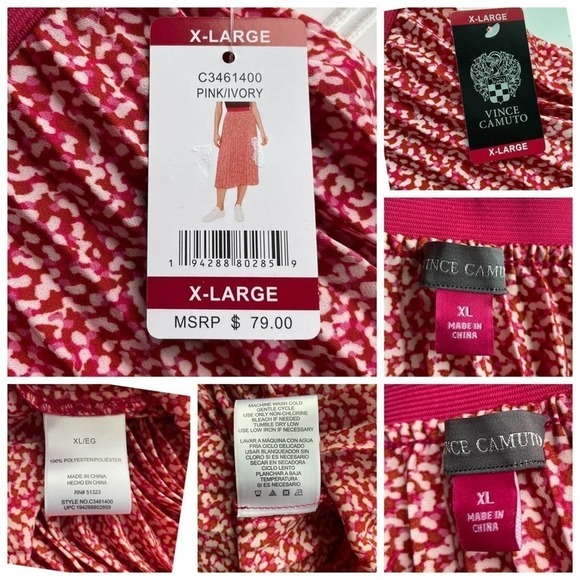 X-LARGE
C3461400
PINK/IVORY
1 94288 80285 9
X-LARGE
MSRP $ 79.00
X-LARGE
VINCE
CAMUTO
X-LARGE
INCE CAMU
XL
MADE IN
CHINA
XL/EG
100% POLYESTER/POLIÉSTER
MADE IN CHINA
HECHO EN CHINA
RN# 51323
STYLE NO.C3461400
UPC 194288802859
MACHINE WASH COLD
GENTLE CYCLE
USE ONLY NON-CHLORINE
BLEACH IF NEEDED
TUMBLE DRY LOW
USE LOW IRON IF NECESSARY
LAVAR A MÁQUINA CON AGUA
FRÍA CICLO DELICADO
USAR BLANQUEADOR SIN
CLORO SI ES NECESARIO
SECAR EN SECADORA
CICLO LENTO
PLANCHAR A BAJA
TEMPERATURA
SI ES NECESARIO
NCE CAMUTO
XL
MADE IN
CHINA